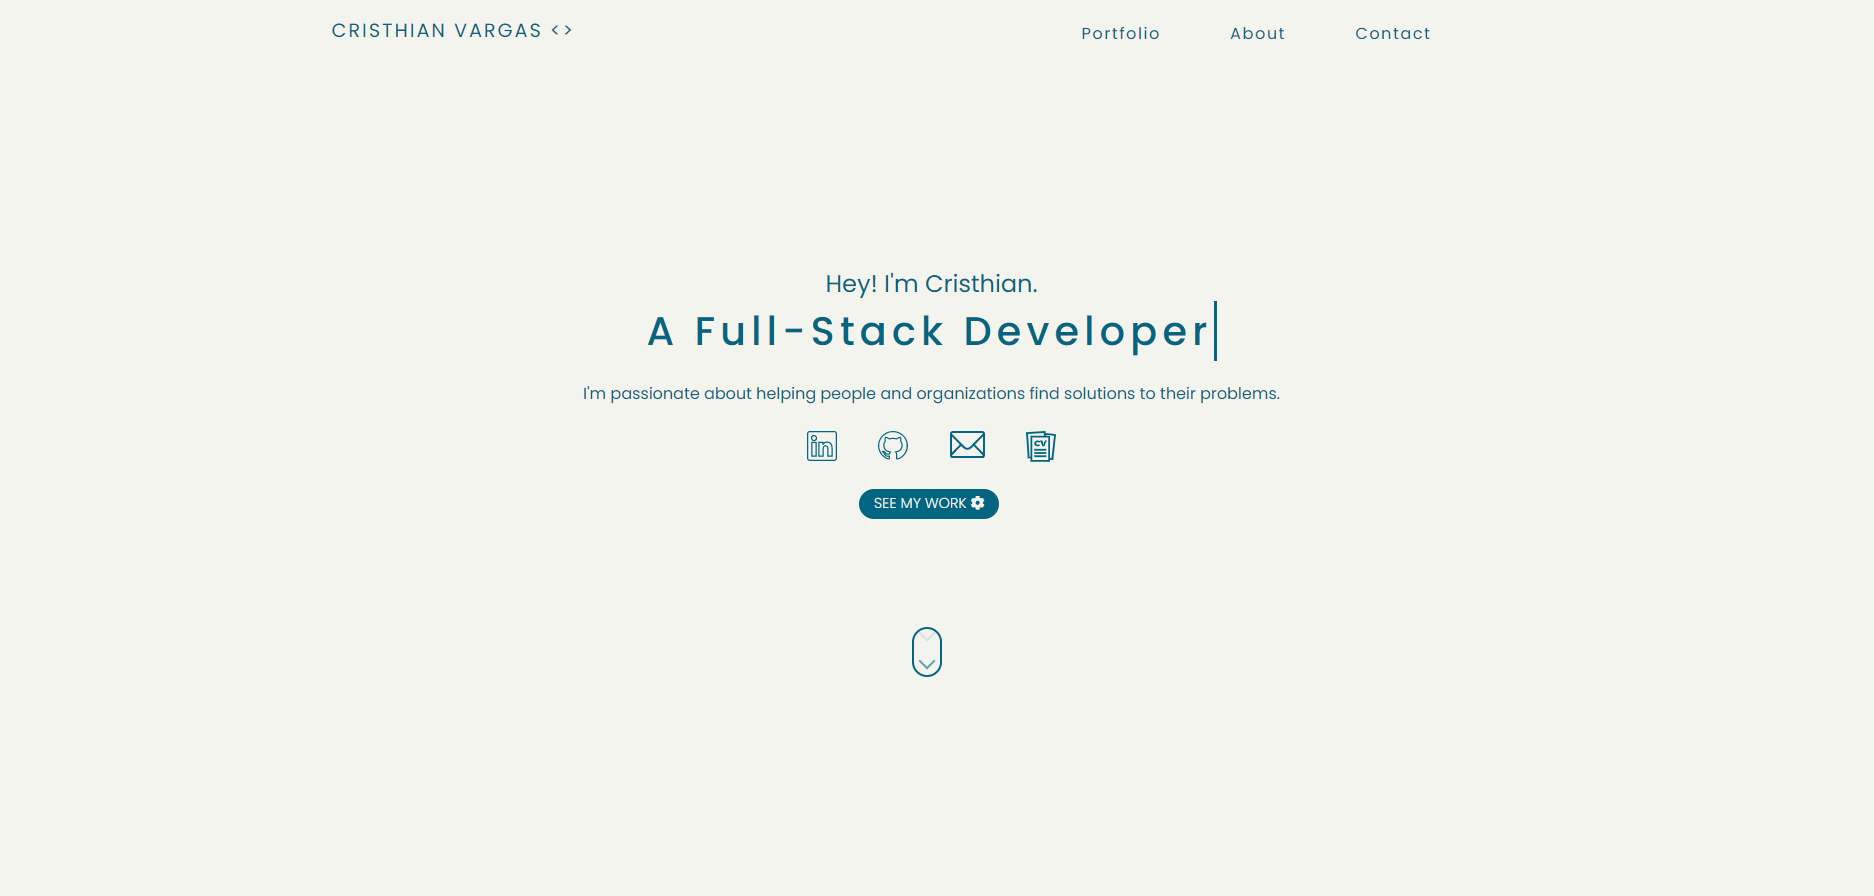 CRISTHIAN VARGAS <>
Portfolio
About
Contact
Hey! I'm Cristhian.
A Full-Stack Developer
I'm passionate about helping people and organizations find solutions to their problems.
in
CV
SEE MY WORK